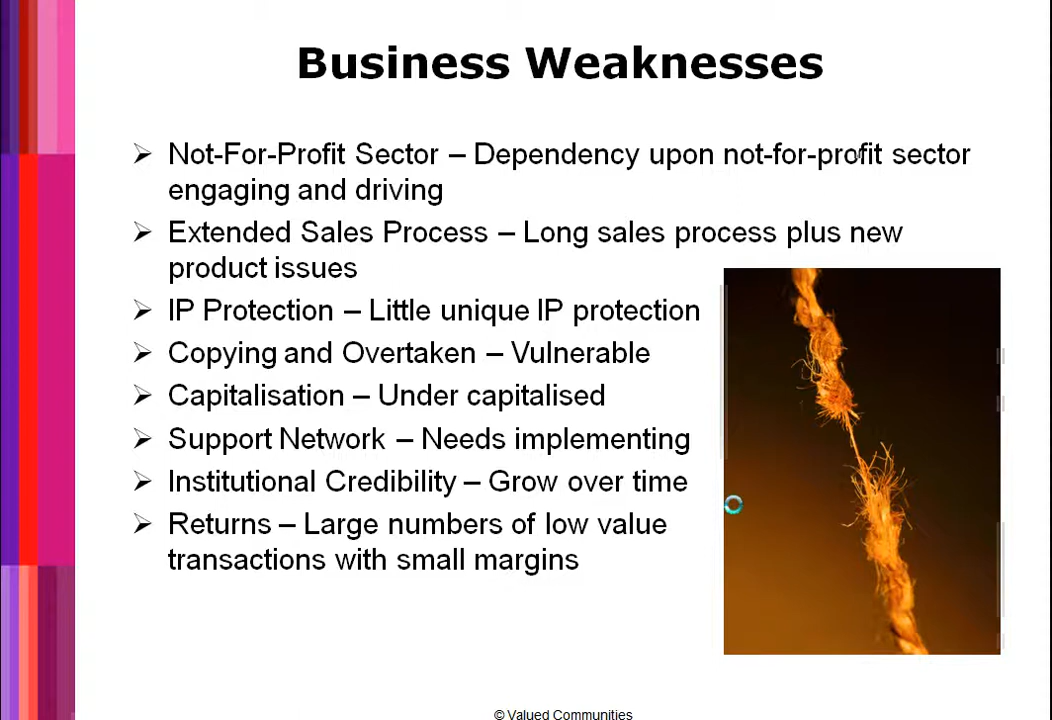 Business Weaknesses
Not-For-Profit Sector – Dependency upon not-for-profit sector
engaging and driving
Extended Sales Process – Long sales process plus new
product issues
IP Protection – Little unique IP protection
Copying and Overtaken – Vulnerable
Capitalisation – Under capitalised
Support Network – Needs implementing
Institutional Credibility – Grow over time
Returns – Large numbers of low value
transactions with small margins
© Valued Communities